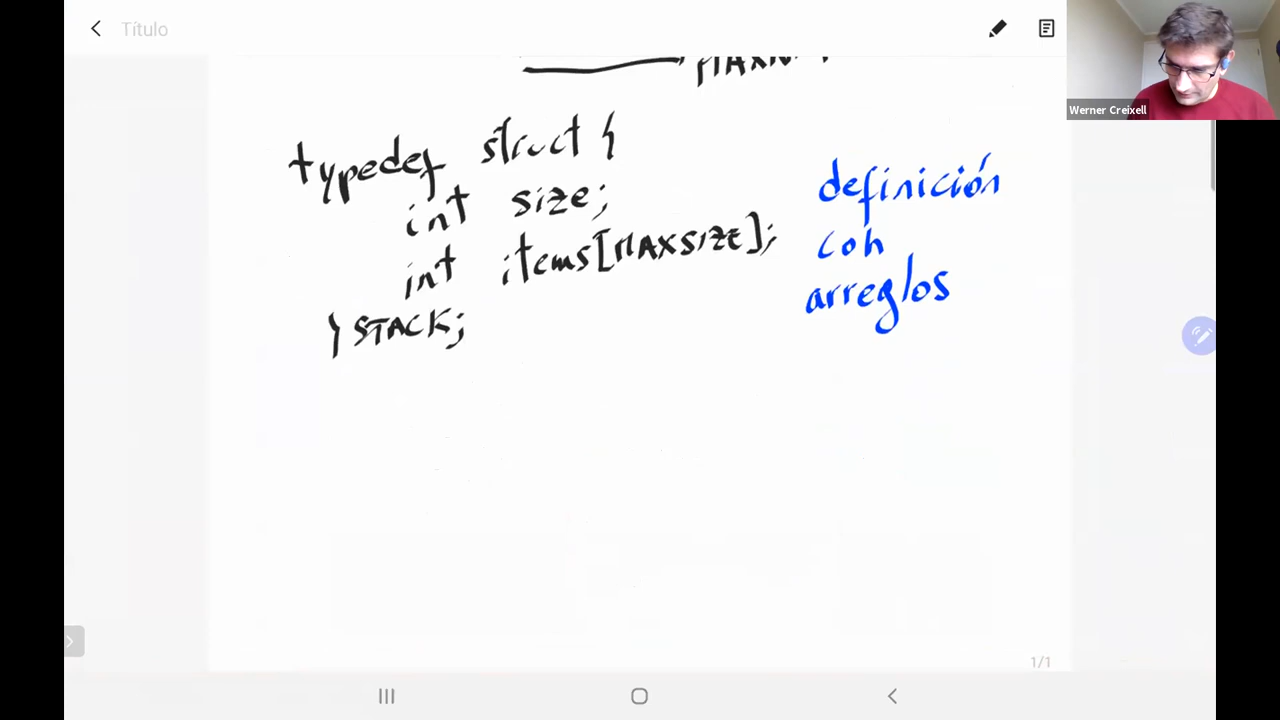 Título
Werner Creixell
typedef struct {
int size;
int items[MAXSIZE];
} STACK;
definición
con
arreglos
1/1